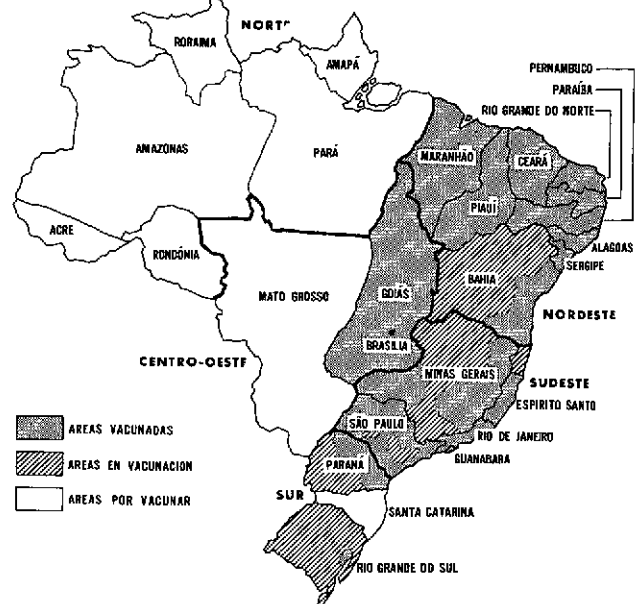 NORTE
RORAIMA
AMAPÁ
PERNAMBUCO
PARAÍBA
RIO GRANDE DO NORTE
AMAZONAS
PARÁ
MARANHÃO
CEARÁ
PIAUÍ
ACRE
RONDÔNIA
ALAGOAS
SERGIPE
BAHIA
MATO GROSSO
GOIÁS
NORDESTE
BRASILIA
CENTRO-OESTE
MINAS GERAIS
SUDESTE
ESPIRITO SANTO
SÃO PAULO
AREAS VACUNADAS
RIO DE JANEIRO
GUANABARA
AREAS EN VACUNACION
PARANÁ
SUR
AREAS POR VACUNAR
SANTA CATARINA
RIO GRANDE DO SUL